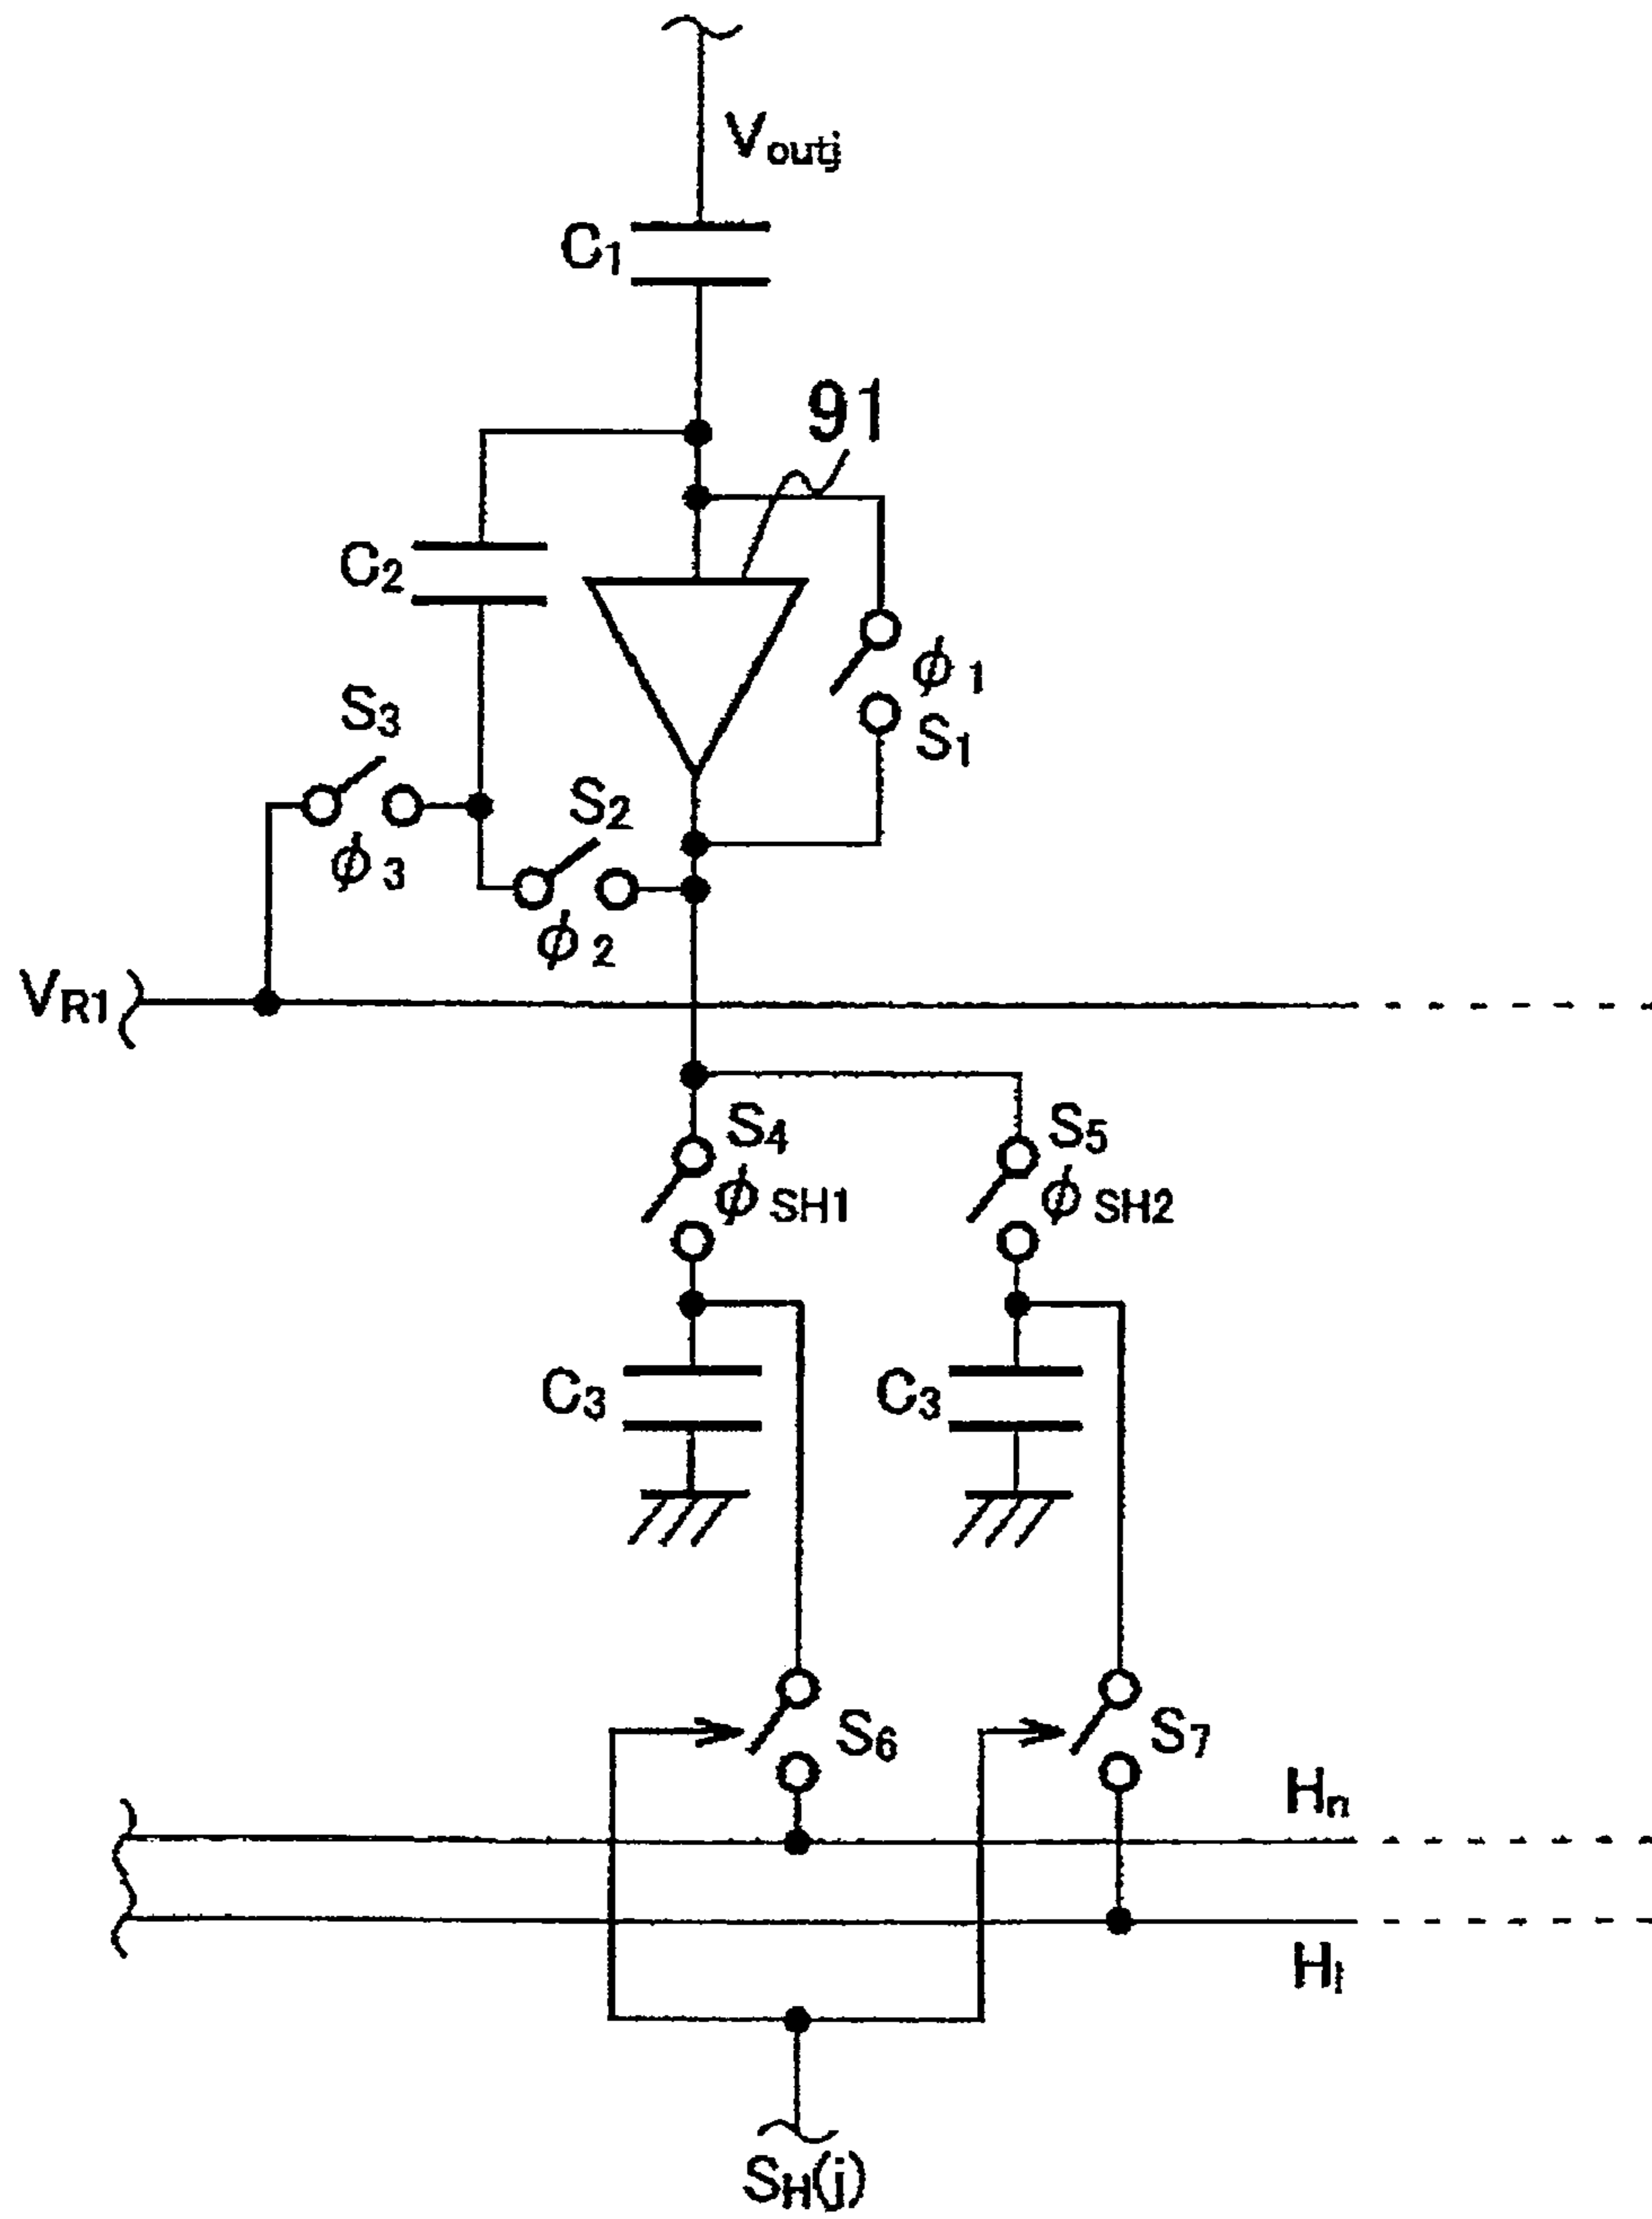 Voutj
C1
91
C2
ϕ1
S1
S3
S2
ϕ3
ϕ2
VR1
S4
S5
ϕSH1
ϕSH2
C3
C3
S6
S7
Hn
Hl
SH(j)